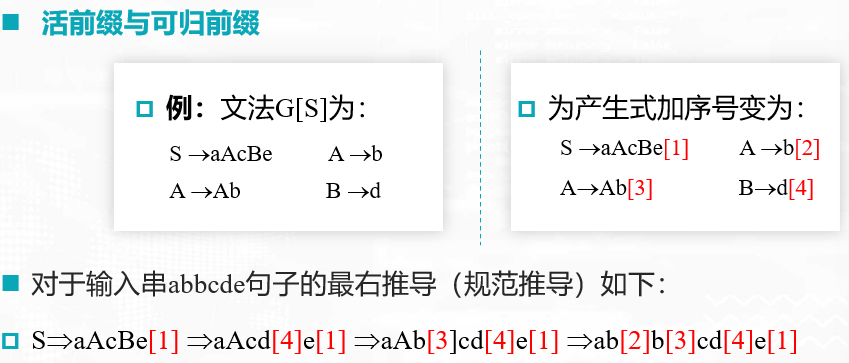 活前缀与可归前缀
例：文法G[S]为：
S →aAcBe A →b
A →Ab B →d
为产生式加序号变为：
S →aAcBe[1] A →b[2]
A→Ab[3] B→d[4]
对于输入串abbcde句子的最右推导（规范推导）如下：
S⇒aAcBe[1] ⇒aAcd[4]e[1] ⇒aAb[3]cd[4]e[1] ⇒ab[2]b[3]cd[4]e[1]